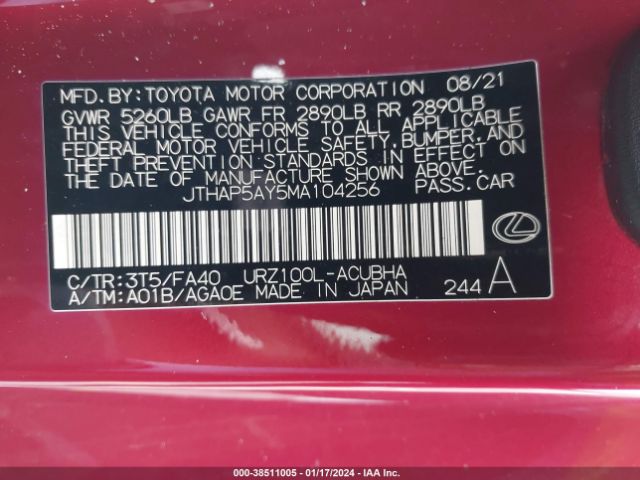 MFD. BY: TOYOTA MOTOR CORPORATION 08/21
GVWR 5260LB GAWR FR 2890LB RR 2890LB
THIS VEHICLE CONFORMS TO ALL APPLICABLE
FEDERAL MOTOR VEHICLE SAFETY, BUMPER, AND
THEFT PREVENTION STANDARDS IN EFFECT ON
THE DATE OF MANUFACTURE SHOWN ABOVE.
JTHAP5AY5MA104256 PASS. CAR
C/TR: 3T5/FA40 URZ100L-ACUBHA
A/TM: A01B/AGA0E MADE IN JAPAN 244 A
000-38511005 | 01/17/2024 | IAA Inc.